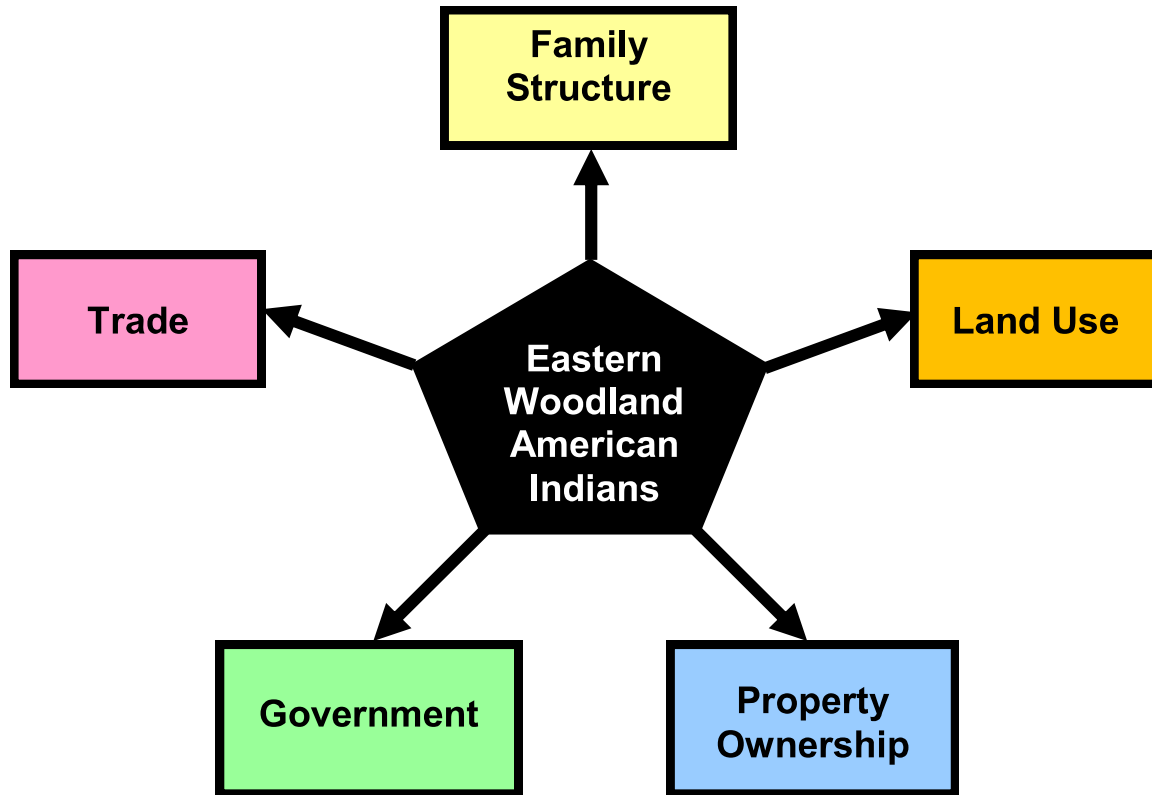 Family
Structure
Trade
Land Use
Eastern
Woodland
American
Indians
Government
Property
Ownership